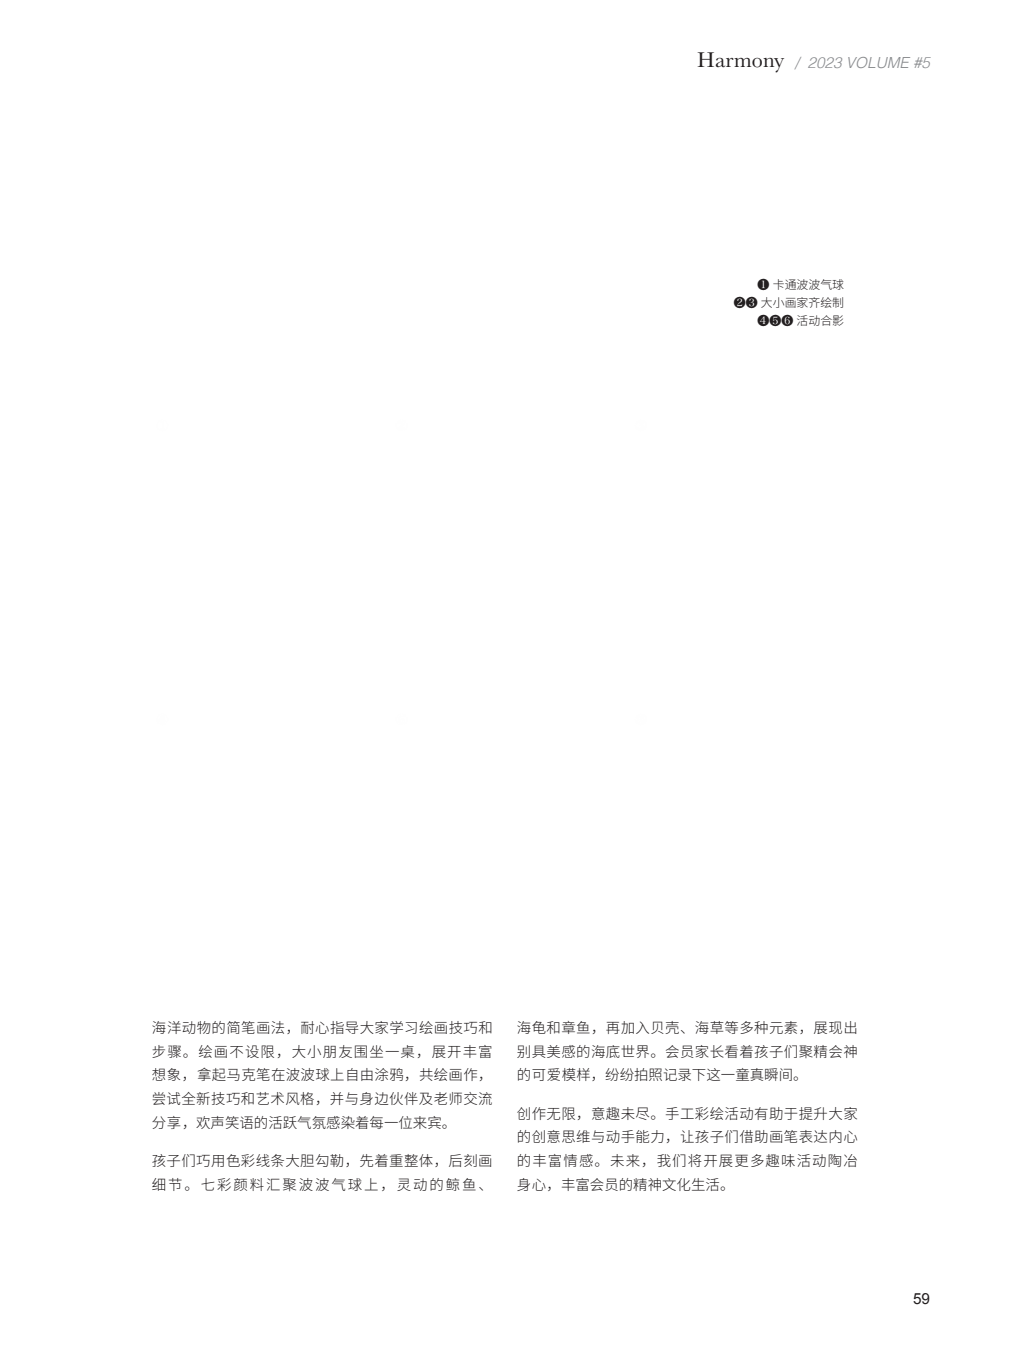 Harmony / 2023 VOLUME #5
❶ 卡通波波气球
❷❸ 大小画家齐绘制
❹❺❻ 活动合影
海洋动物的简笔画法，耐心指导大家学习绘画技巧和
步骤。绘画不设限，大小朋友围坐一桌，展开丰富
想象，拿起马克笔在波波球上自由涂鸦，共绘画作，
尝试全新技巧和艺术风格，并与身边伙伴及老师交流
分享，欢声笑语的活跃气氛感染着每一位来宾。
孩子们巧用色彩线条大胆勾勒，先着重整体，后刻画
细节。七彩颜料汇聚波波气球上，灵动的鲸鱼、
海龟和章鱼，再加入贝壳、海草等多种元素，展现出
别具美感的海底世界。会员家长看着孩子们聚精会神
的可爱模样，纷纷拍照记录下这一童真瞬间。
创作无限，意趣未尽。手工彩绘活动有助于提升大家
的创意思维与动手能力，让孩子们借助画笔表达内心
的丰富情感。未来，我们将开展更多趣味活动陶冶
身心，丰富会员的精神文化生活。
59